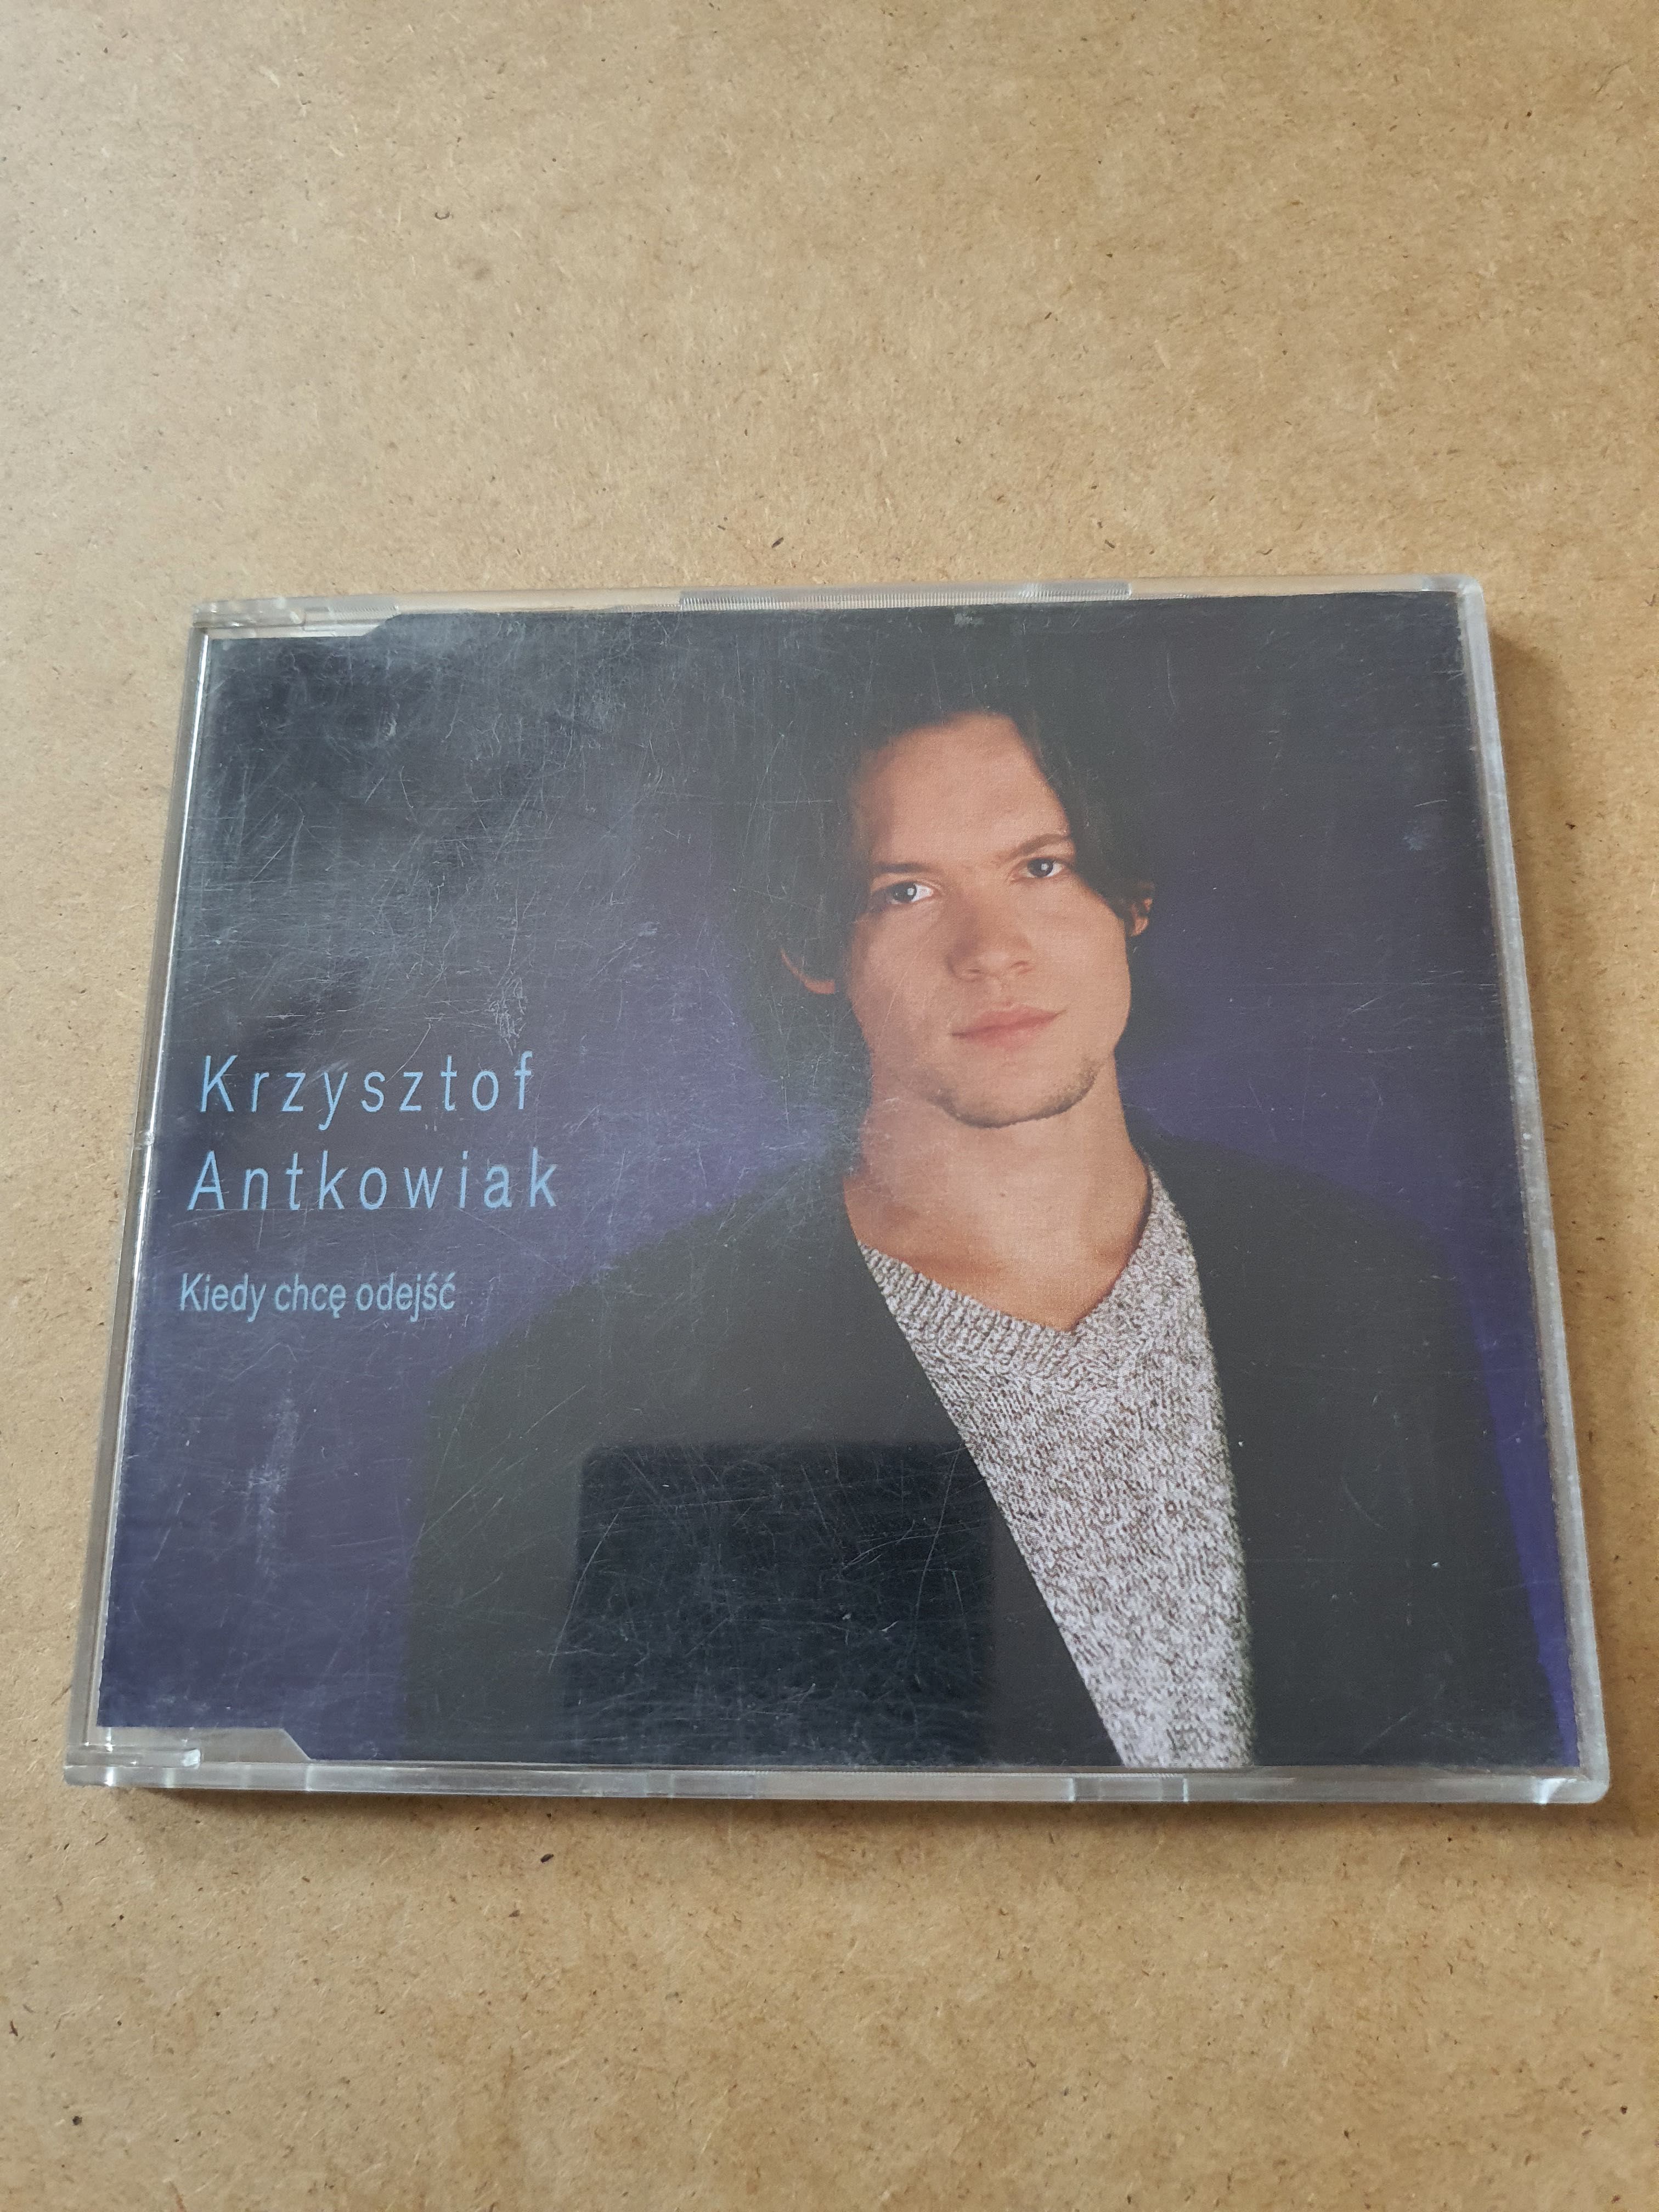 Krzysztof
Antkowiak
Kiedy chcę odejść